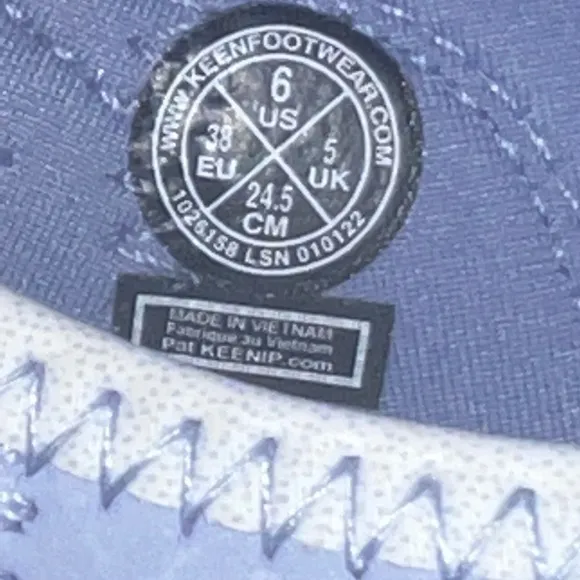 WWW.KEENFOOTWEAR.COM
6
US
38
EU
5
UK
24.5
CM
1026158 LSN 010122
MADE IN VIETNAM
Fabrique au Vietnam
Pat KEENIP.com